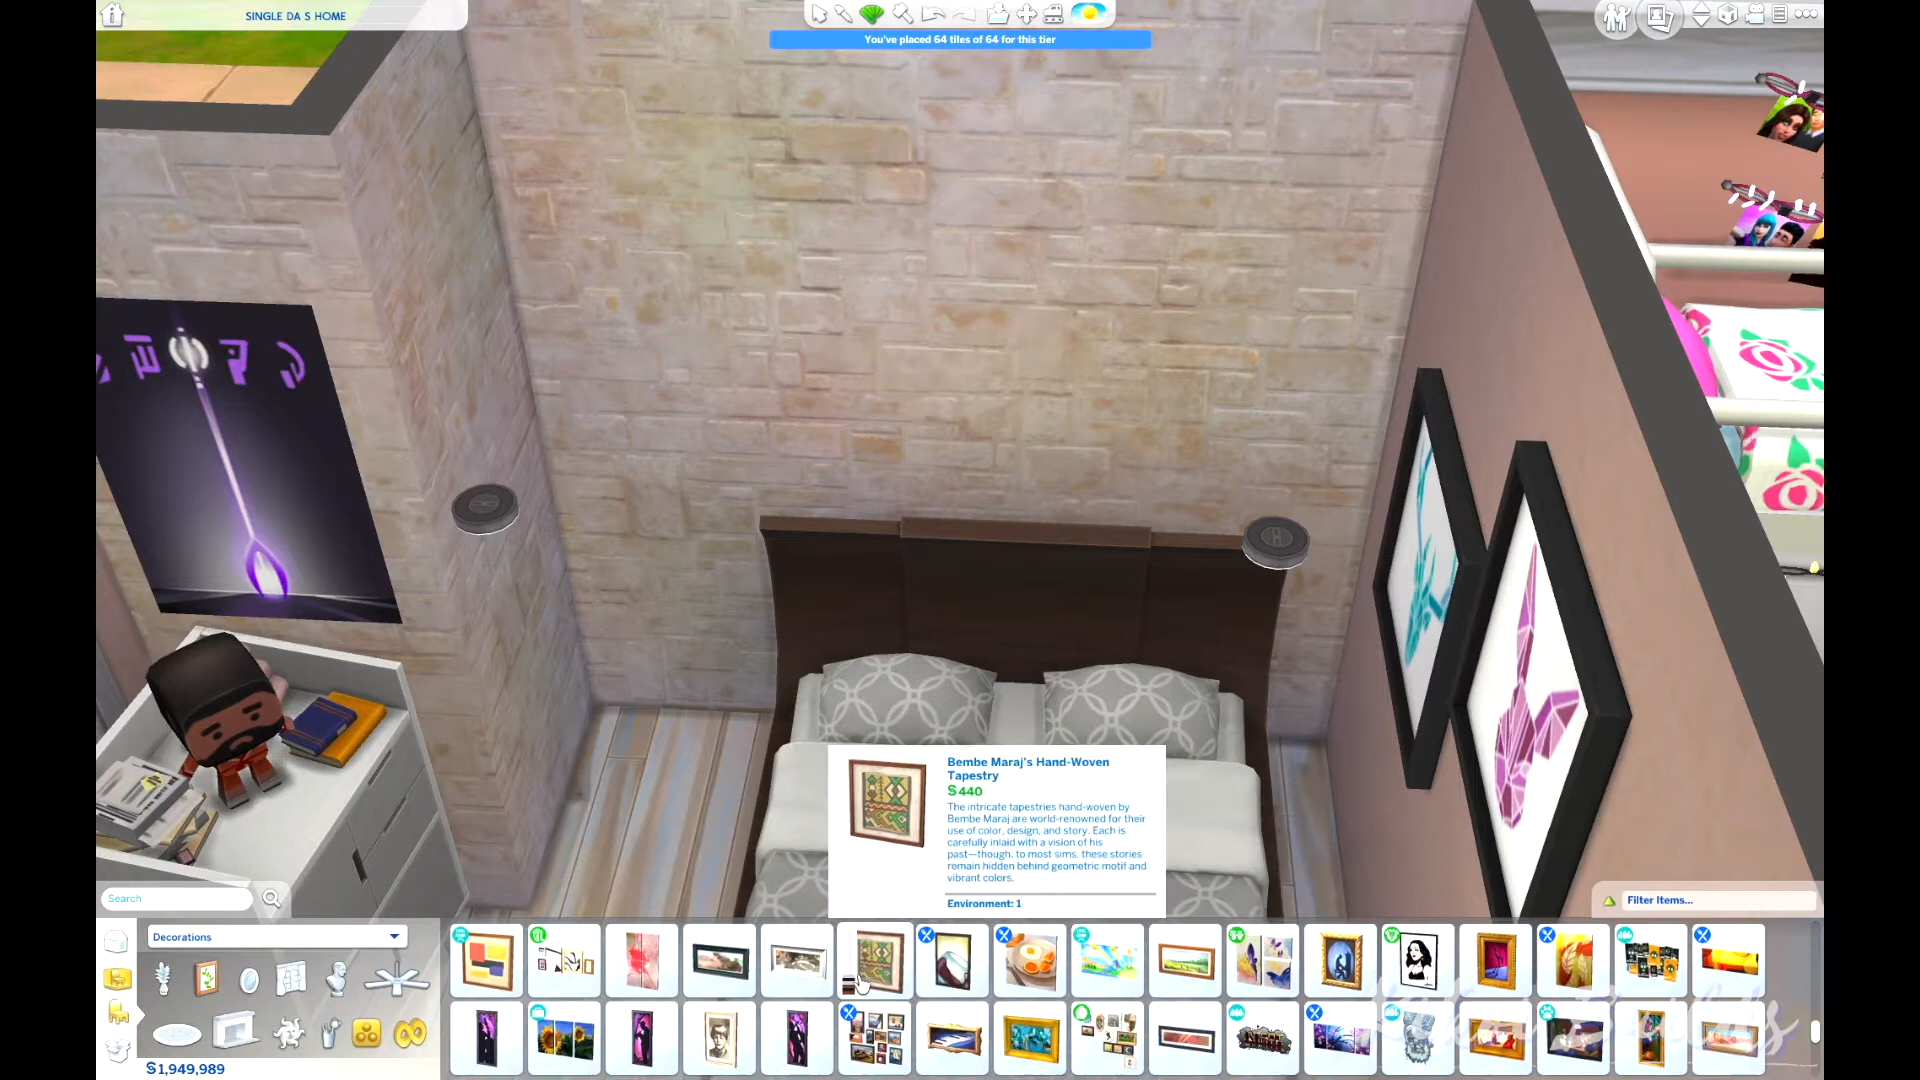 SINGLE DA S HOME
You've placed 64 tiles of 64 for this tier
Bembe Maraj's Hand-Woven
Tapestry
§440
The intricate tapestries hand-woven by
Bembe Maraj are world-renowned for their
use of color, design, and story. Each is
carefully inlaid with a vision of his
past—though, to most sims, these stories
remain hidden behind geometric motif and
vibrant colors.
Environment: 1
Search
Filter Items...
Decorations
§1,949,989